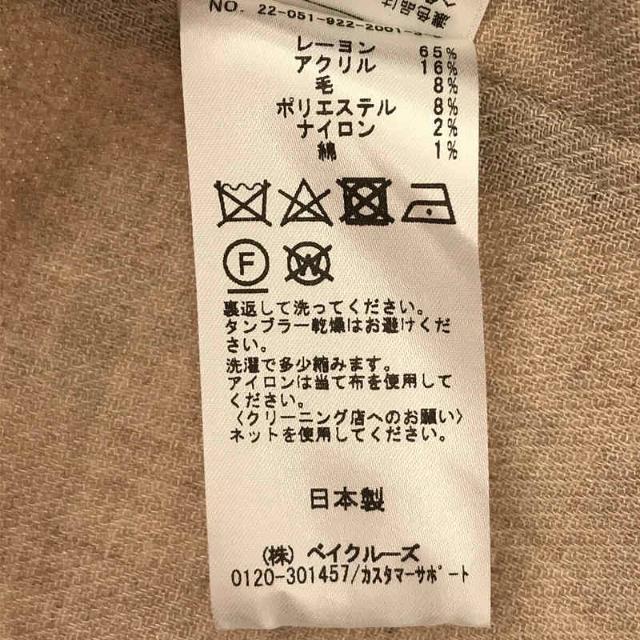 NO. 22-051-922-2001-
レーヨン 65%
アクリル 16%
毛 8%
ポリエステル 8%
ナイロン 2%
綿 1%
F W
裏返して洗ってください。
タンブラー乾燥はお避けくだ
さい。
洗濯で多少縮みます。
アイロンは当て布を使用して
ください。
〈クリーニング店へのお願い〉
ネットを使用してください。
日本製
(株) ベイクルーズ
0120-301457/カスタマーサポート